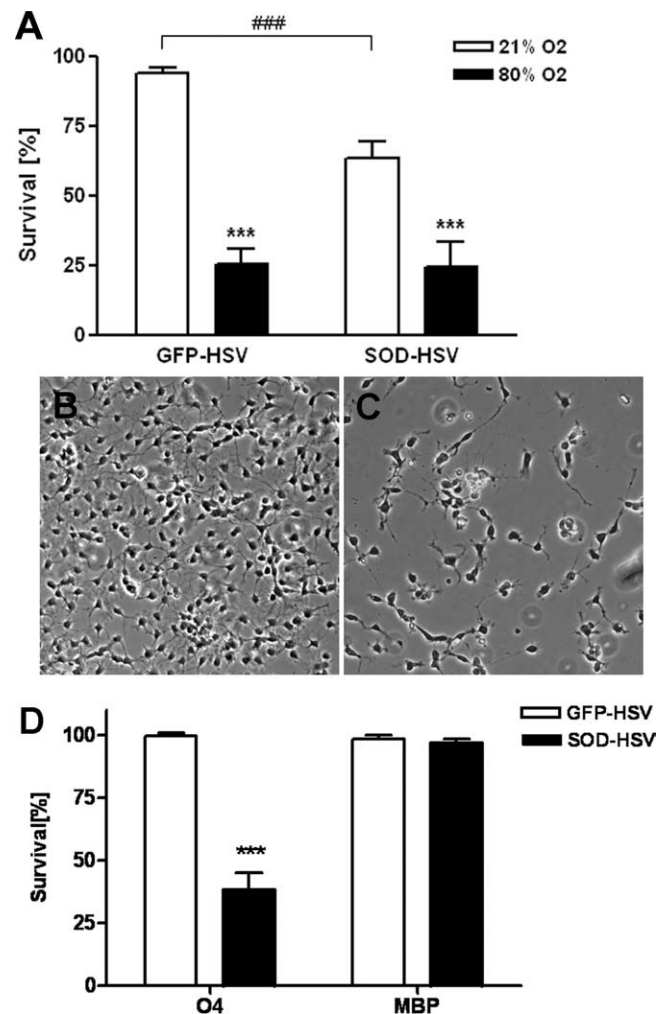 A
###
21% O2
80% O2
100
75
50
25
0
Survival [%]
***
***
GFP-HSV
SOD-HSV
B
C
D
GFP-HSV
SOD-HSV
100
75
50
25
0
Survival[%]
***
O4
MBP